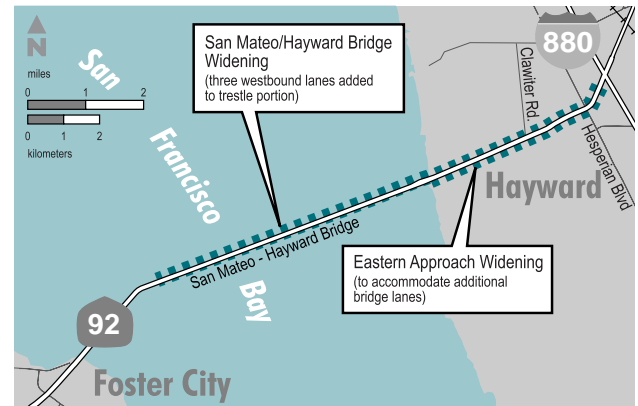 N
miles
0 1 2
0 1 2
kilometers
San
Francisco
Bay
San Mateo/Hayward Bridge
Widening
(three westbound lanes added
to trestle portion)
880
Clawiter Rd.
Hesperian Blvd
Hayward
San Mateo - Hayward Bridge
Eastern Approach Widening
(to accommodate additional
bridge lanes)
92
Foster City